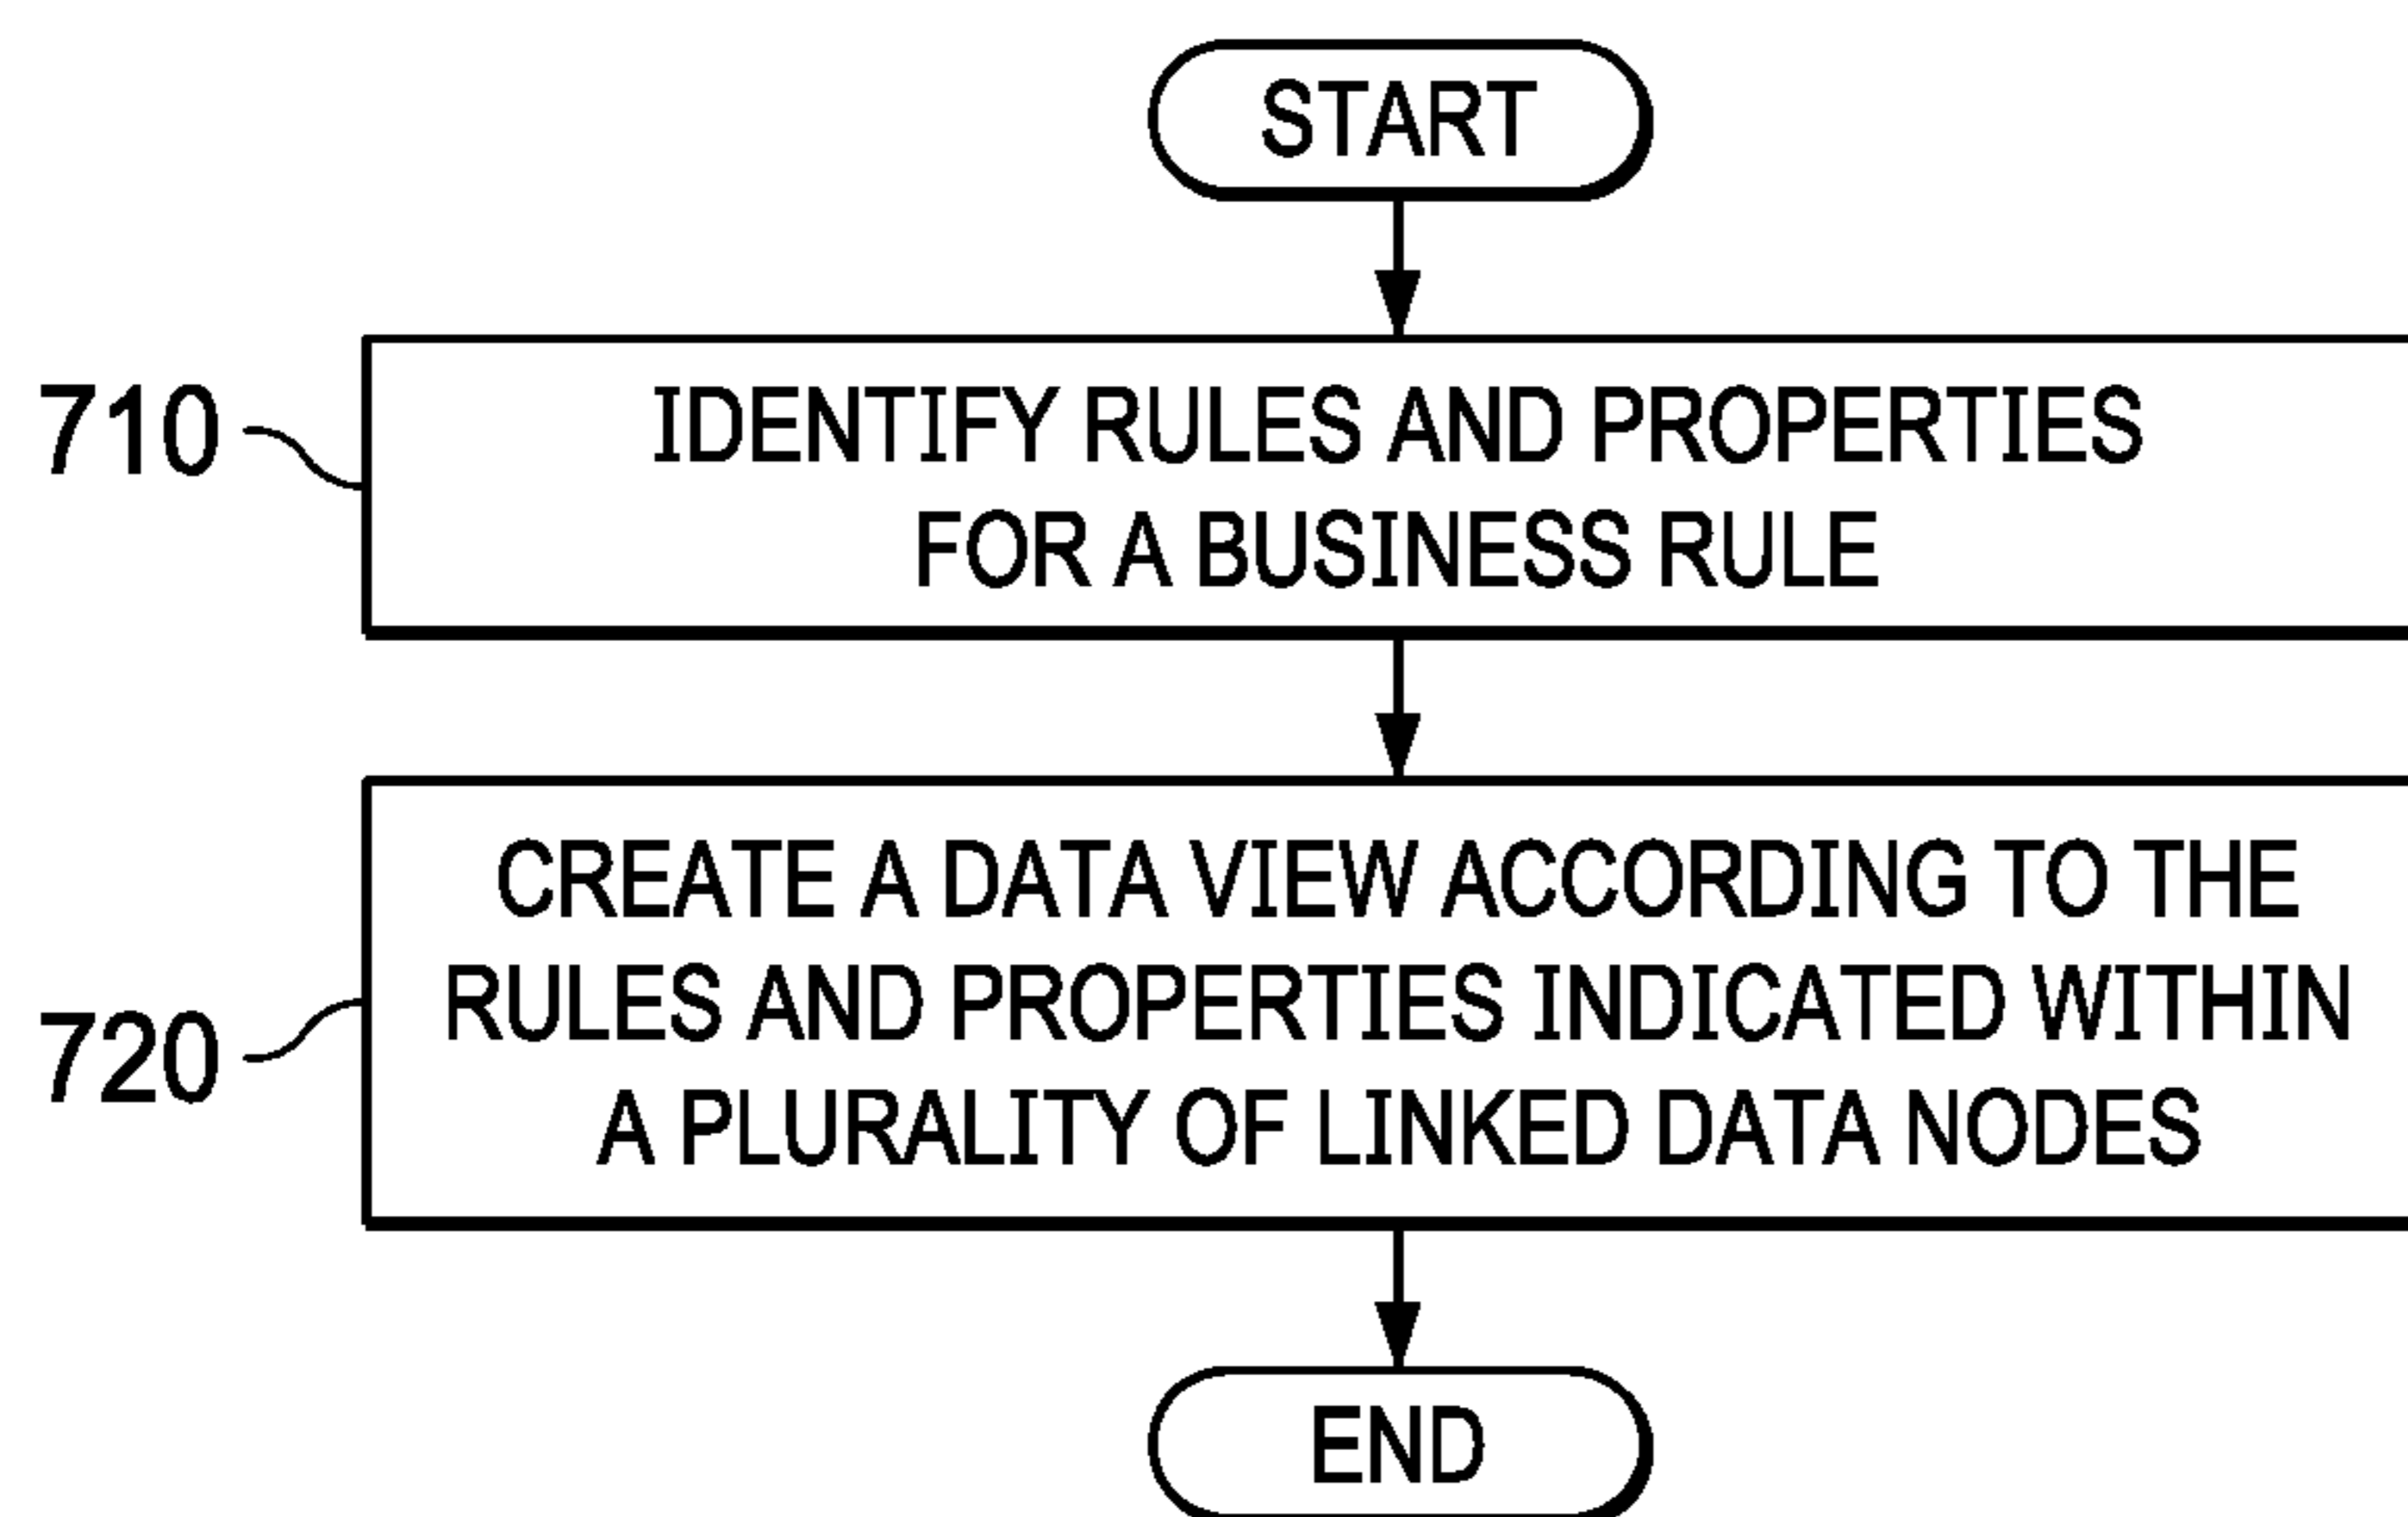 START
710
IDENTIFY RULES AND PROPERTIES
FOR A BUSINESS RULE
720
CREATE A DATA VIEW ACCORDING TO THE
RULES AND PROPERTIES INDICATED WITHIN
A PLURALITY OF LINKED DATA NODES
END